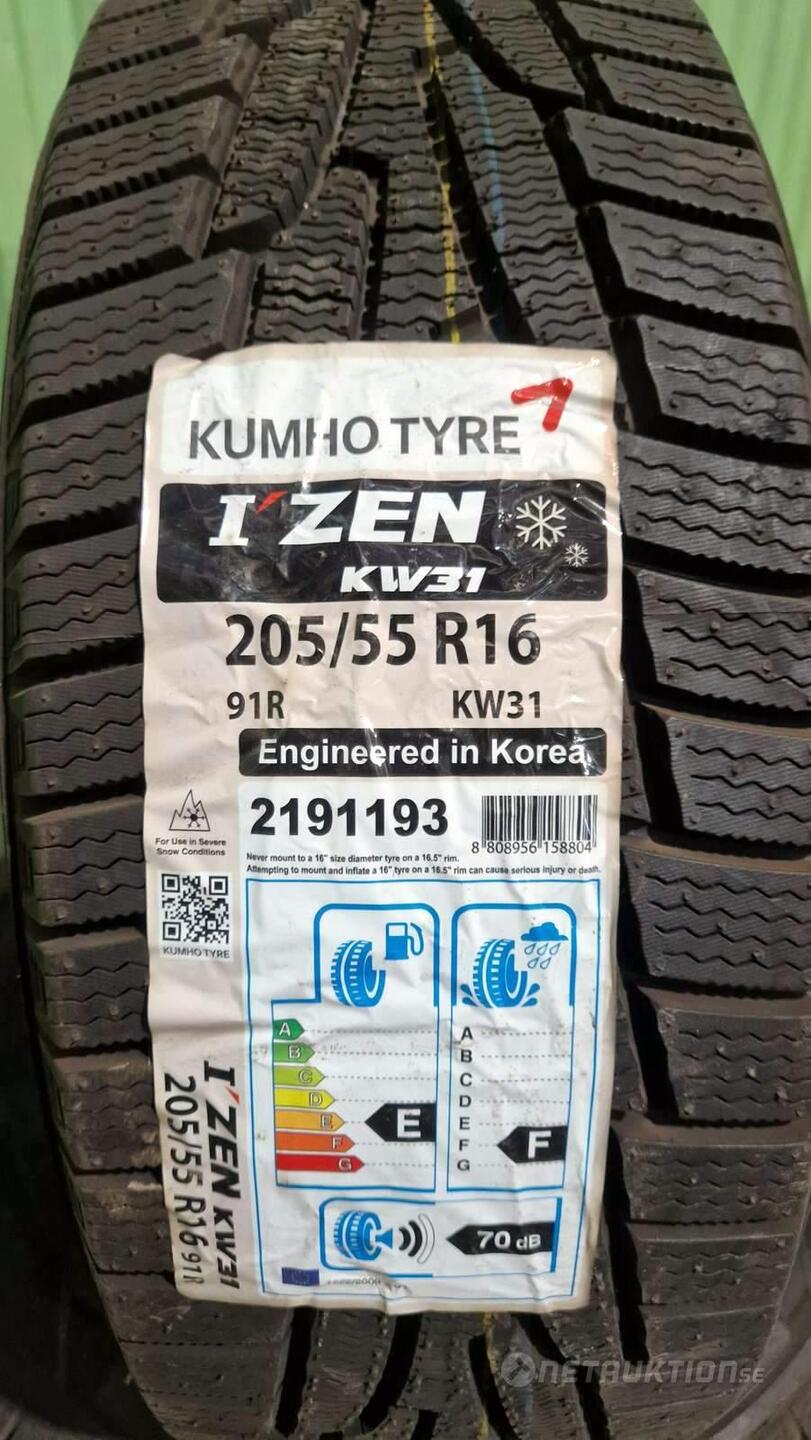 KUMHO TYRE
I'ZEN
KW31
205/55 R16
91R KW31
Engineered in Korea
2191193
8 808956 158804
For Use in Severe
Snow Conditions
Never mount to a 16" size diameter tyre on a 16.5" rim.
Attempting to mount and inflate a 16" tyre on a 16.5" rim can cause serious injury or death.
KUMHO TYRE
A
B
C
D
E
F
G
E
A
B
C
D
E
F
G
F
70 dB
I'ZEN KW31
205/55 R16 91R
NETAUKTION.SE